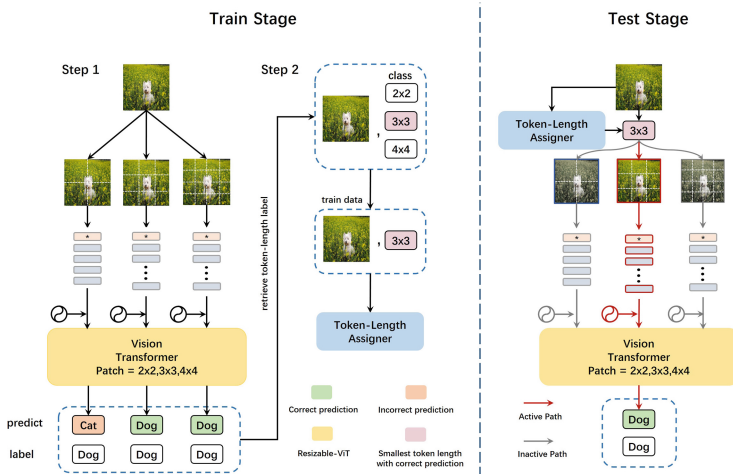 Train Stage
Test Stage
Step 1
Step 2
class
2x2
3x3
4x4
,
train data
,
3x3
Token-Length
Assigner
retrieve token-length label
*
*
*
Vision
Transformer
Patch = 2x2,3x3,4x4
predict
Cat
Dog
Dog
label
Dog
Dog
Dog
Correct prediction
Incorrect prediction
Resizable-ViT
Smallest token length
with correct prediction
Token-Length
Assigner
3x3
*
*
*
Vision
Transformer
Patch = 2x2,3x3,4x4
Active Path
Inactive Path
Dog
Dog